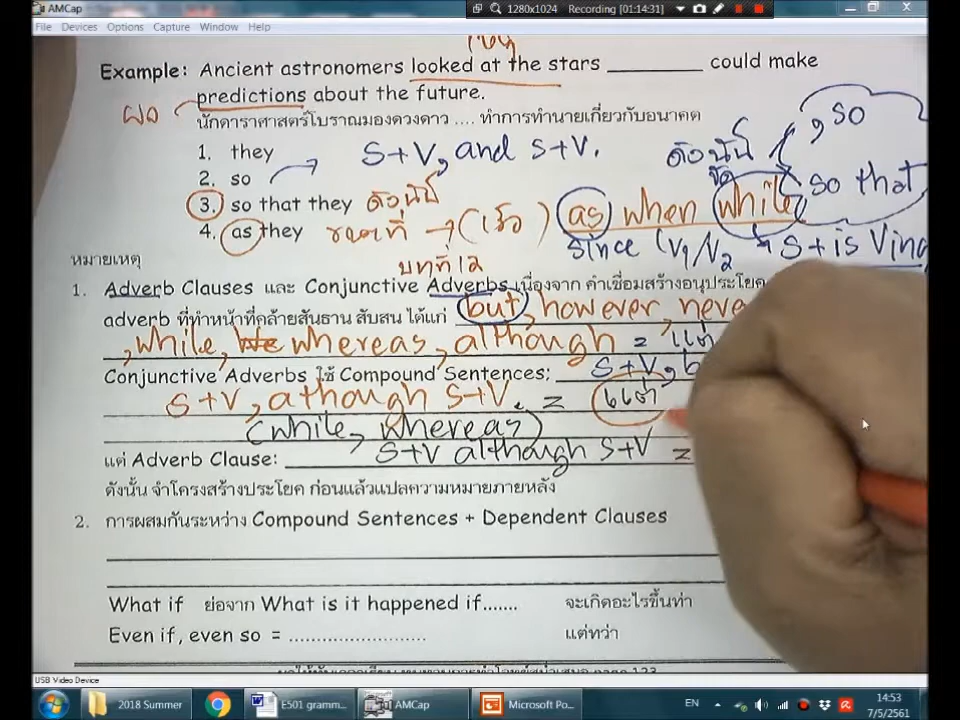 AMCap
1280x1024 Recording [01:14:31]
File Devices Options Capture Window Help
Example: Ancient astronomers looked at the stars __________ could make
predictions about the future.
ผล
นักดาราศาสตร์โบราณมองดวงดาว .... ทำการทำนายเกี่ยวกับอนาคต
, so
1. they
S+V, and S+V.
ดังนั้น
2. so
so that
3. so that they ดังนั้น
as when while
4. as they ขณะที่ → (เร็ว)
since (V1/V2 S + is Ving
หมายเหตุ
บทที่ 12
1. Adverb Clauses และ Conjunctive Adverbs เนื่องจาก คำเชื่อมสร้างอนุประโยค
adverb ที่ทำหน้าที่คล้ายสันธาน สับสน ได้แก่ but, however, neve
, while, whereas, although = แต่
Conjunctive Adverbs ใช้ Compound Sentences: S+V, b
S+V, athough S+V. = แต่
(while, whereas)
แต่ Adverb Clause: S+V although S+V =
ดังนั้น จำโครงสร้างประโยค ก่อนแล้วแปลความหมายภายหลัง
2. การผสมกันระหว่าง Compound Sentences + Dependent Clauses
What if ย่อจาก What is it happened if....... จะเกิดอะไรขึ้นท่า
Even if, even so = .............................. แต่ทว่า
USB Video Device
2018 Summer E501 gramm... AMCap Microsoft Po... EN 14:53
7/5/2561